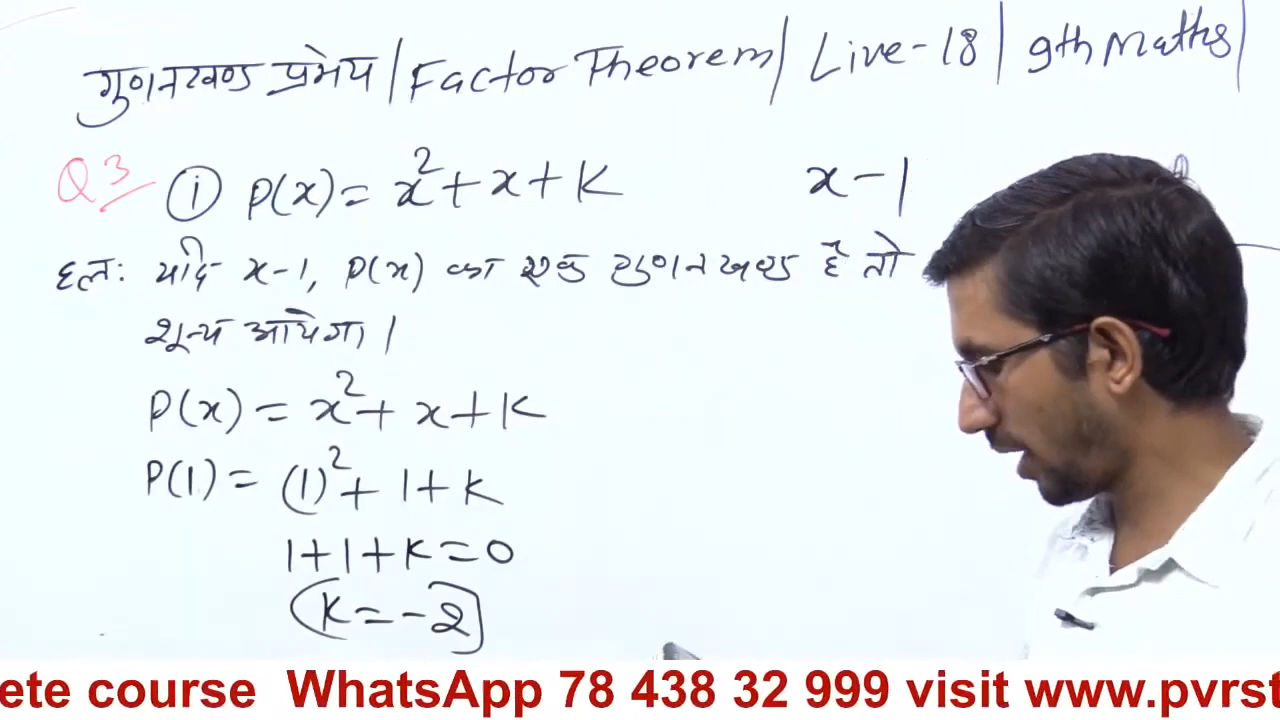 गुणनखण्ड प्रमेय | Factor Theorem | Live-18 | 9th Maths |
Q3 (i) P(x) = x² + x + K x - 1
हल: यदि x-1, P(x) का एक गुणनखण्ड है तो
शून्य आयेगा |
P(x) = x² + x + K
P(1) = (1)² + 1 + K
1 + 1 + K = 0
K = -2
ete course WhatsApp 78 438 32 999 visit www.pvrst